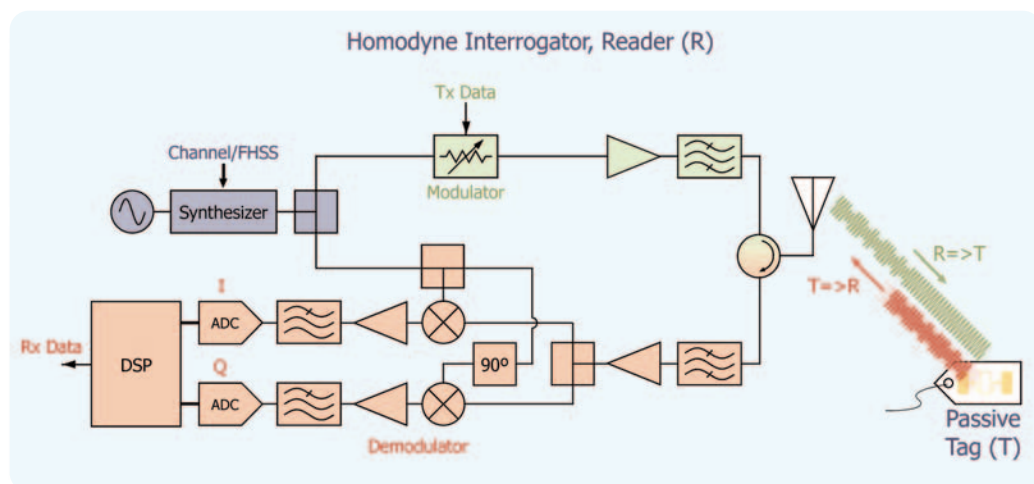 Homodyne Interrogator, Reader (R)
Tx Data
Channel/FHSS
Synthesizer
Modulator
R=>T
T=>R
I
ADC
Rx Data
DSP
90º
Q
ADC
Demodulator
Passive
Tag (T)